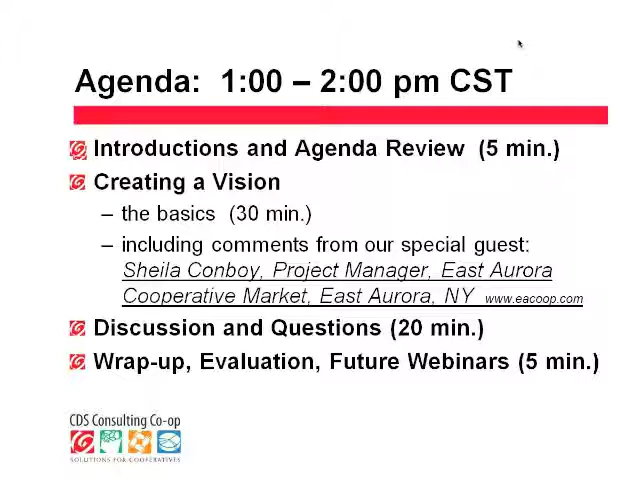 Agenda: 1:00 – 2:00 pm CST
Introductions and Agenda Review (5 min.)
Creating a Vision
– the basics (30 min.)
– including comments from our special guest:
Sheila Conboy, Project Manager, East Aurora
Cooperative Market, East Aurora, NY www.eacoop.com
Discussion and Questions (20 min.)
Wrap-up, Evaluation, Future Webinars (5 min.)
CDS Consulting Co-op
SOLUTIONS FOR COOPERATIVES